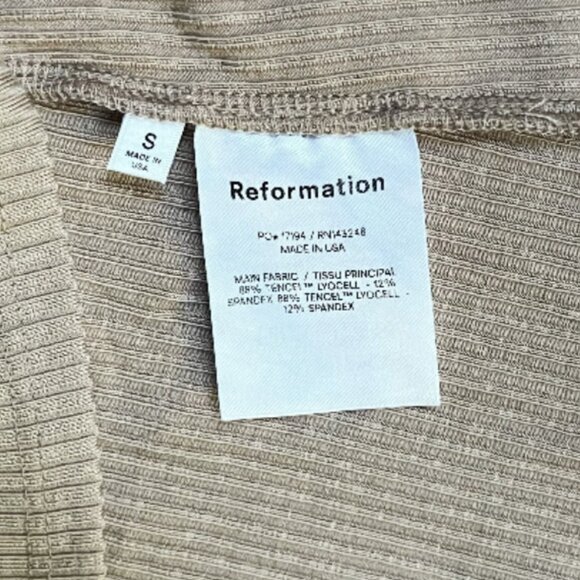 S
MADE IN
USA
Reformation
PO# 17194 / RN143246
MADE IN USA
MAIN FABRIC / TISSU PRINCIPAL
88% TENCEL™ LYOCELL - 12%
SPANDEX 88% TENCEL™ LYOCELL -
12% SPANDEX